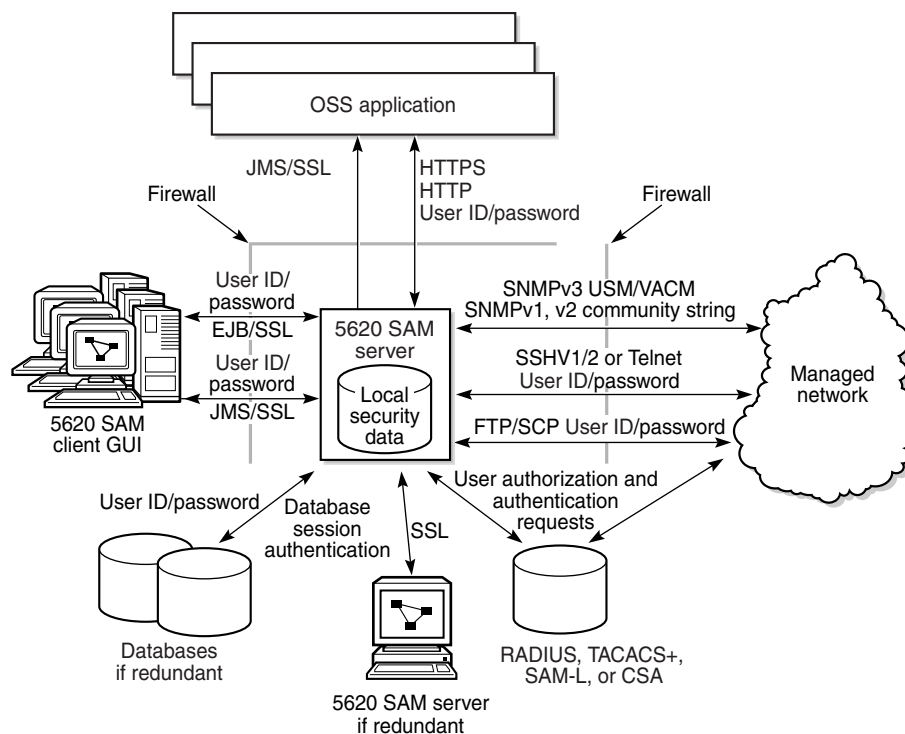 OSS application
JMS/SSL
HTTPS
HTTP
User ID/password
Firewall
Firewall
User ID/
password
EJB/SSL
User ID/
password
JMS/SSL
5620 SAM
client GUI
5620 SAM
server
Local
security
data
SNMPv3 USM/VACM
SNMPv1, v2 community string
SSHV1/2 or Telnet
User ID/password
FTP/SCP User ID/password
Managed
network
User ID/password
Database
session
authentication
SSL
User authorization and
authentication
requests
Databases
if redundant
5620 SAM server
if redundant
RADIUS, TACACS+,
SAM-L, or CSA